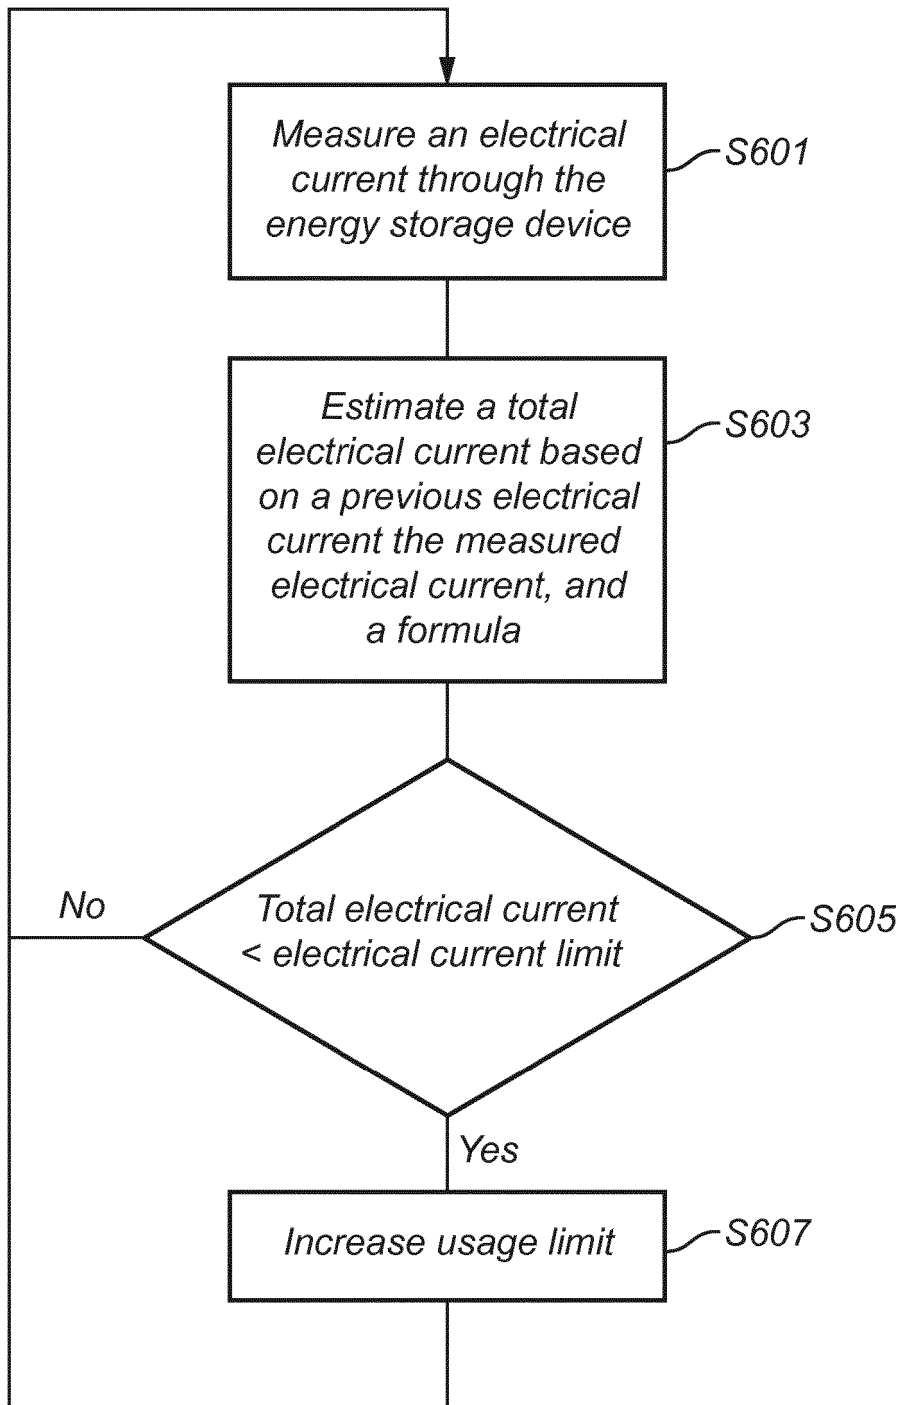 Measure an electrical
current through the
energy storage device
S601
Estimate a total
electrical current based
on a previous electrical
current the measured
electrical current, and
a formula
S603
No
Total electrical current
< electrical current limit
S605
Yes
Increase usage limit
S607